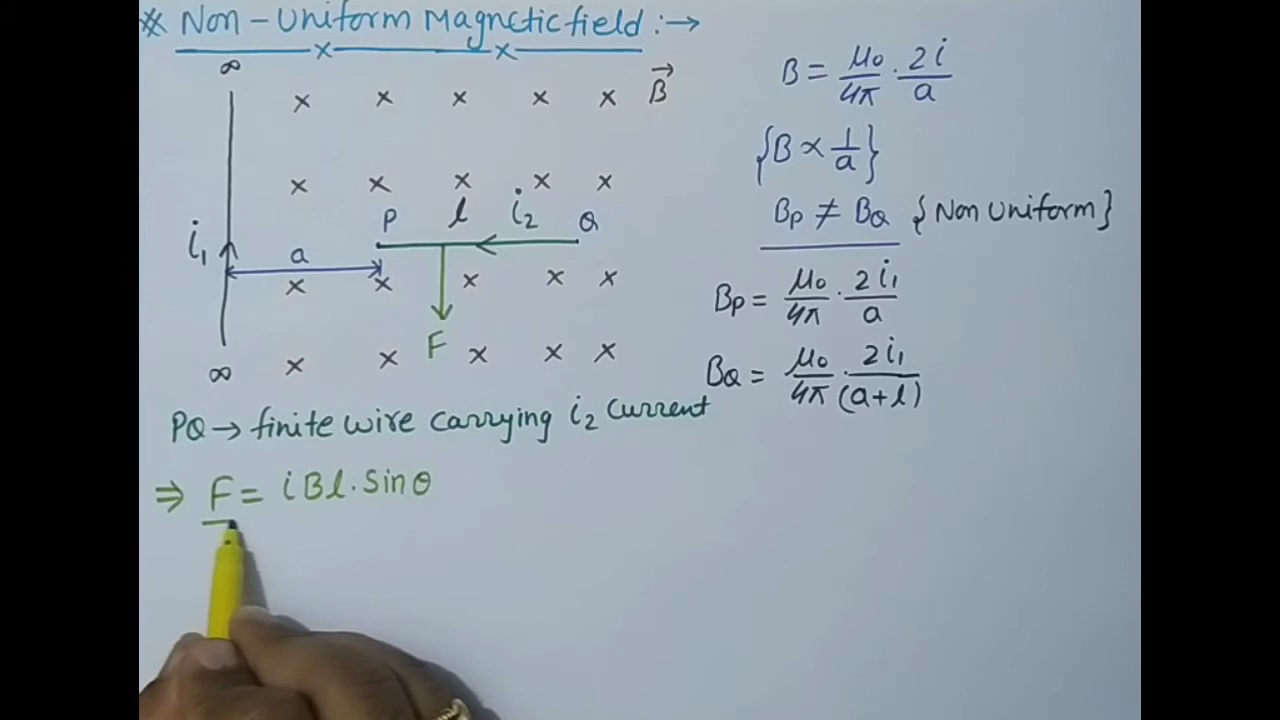 ※ Non-Uniform Magnetic field :→
∞
x x x x x B⃗
x x x x x
P l i₂ Q
i₁
a
x x x x x
F
x x x x x
∞
PQ → finite wire carrying i₂ current
⇒ F = iBl·Sinθ
B = μ₀/4π · 2i/a
{B ∝ 1/a}
Bp ≠ BQ {Non Uniform}
Bp = μ₀/4π · 2i₁/a
BQ = μ₀/4π · 2i₁/(a+l)